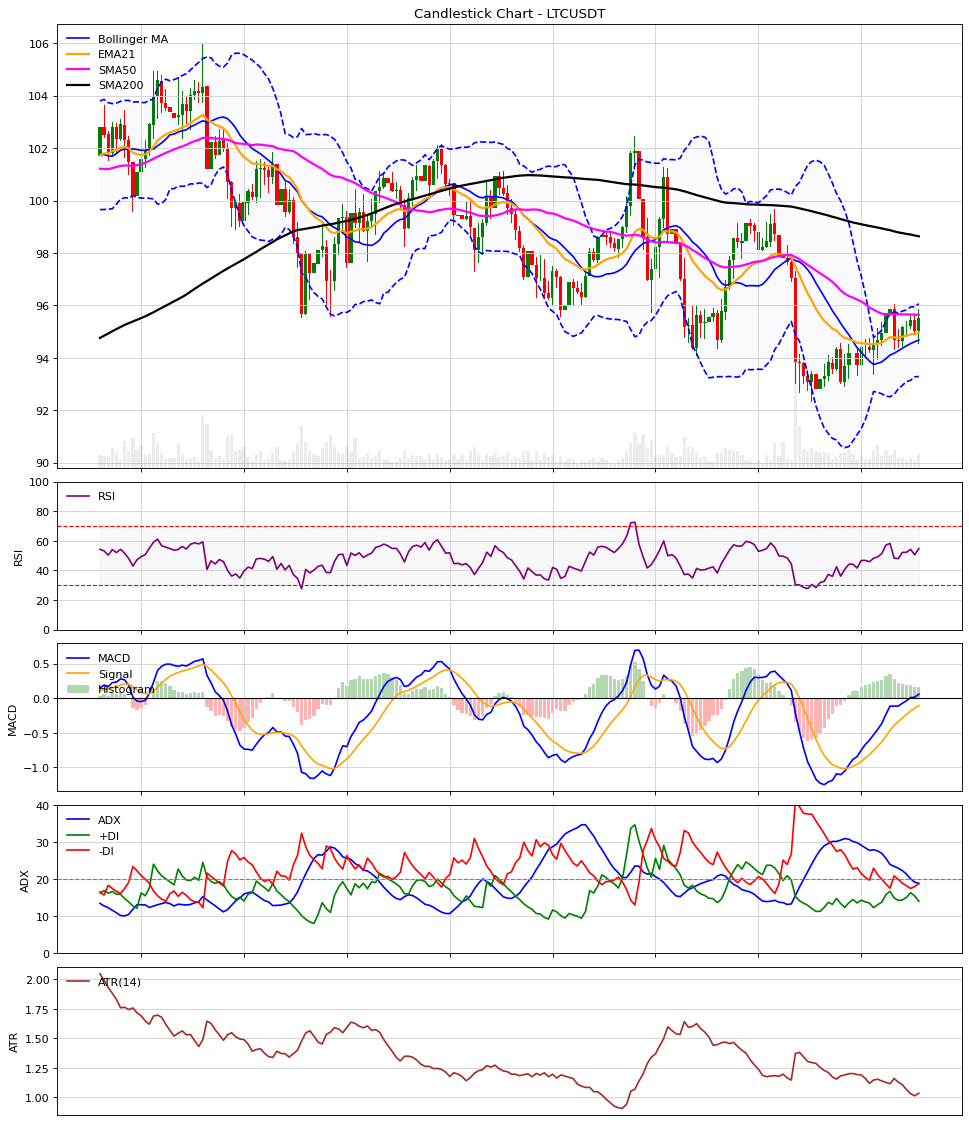 Candlestick Chart - LTCUSDT
Bollinger MA
EMA21
SMA50
SMA200
106
104
102
100
98
96
94
92
90
RSI
RSI
100
80
60
40
20
0
MACD
Signal
Histogram
MACD
0.5
0.0
−0.5
−1.0
ADX
+DI
-DI
ADX
40
30
20
10
0
ATR(14)
ATR
2.00
1.75
1.50
1.25
1.00